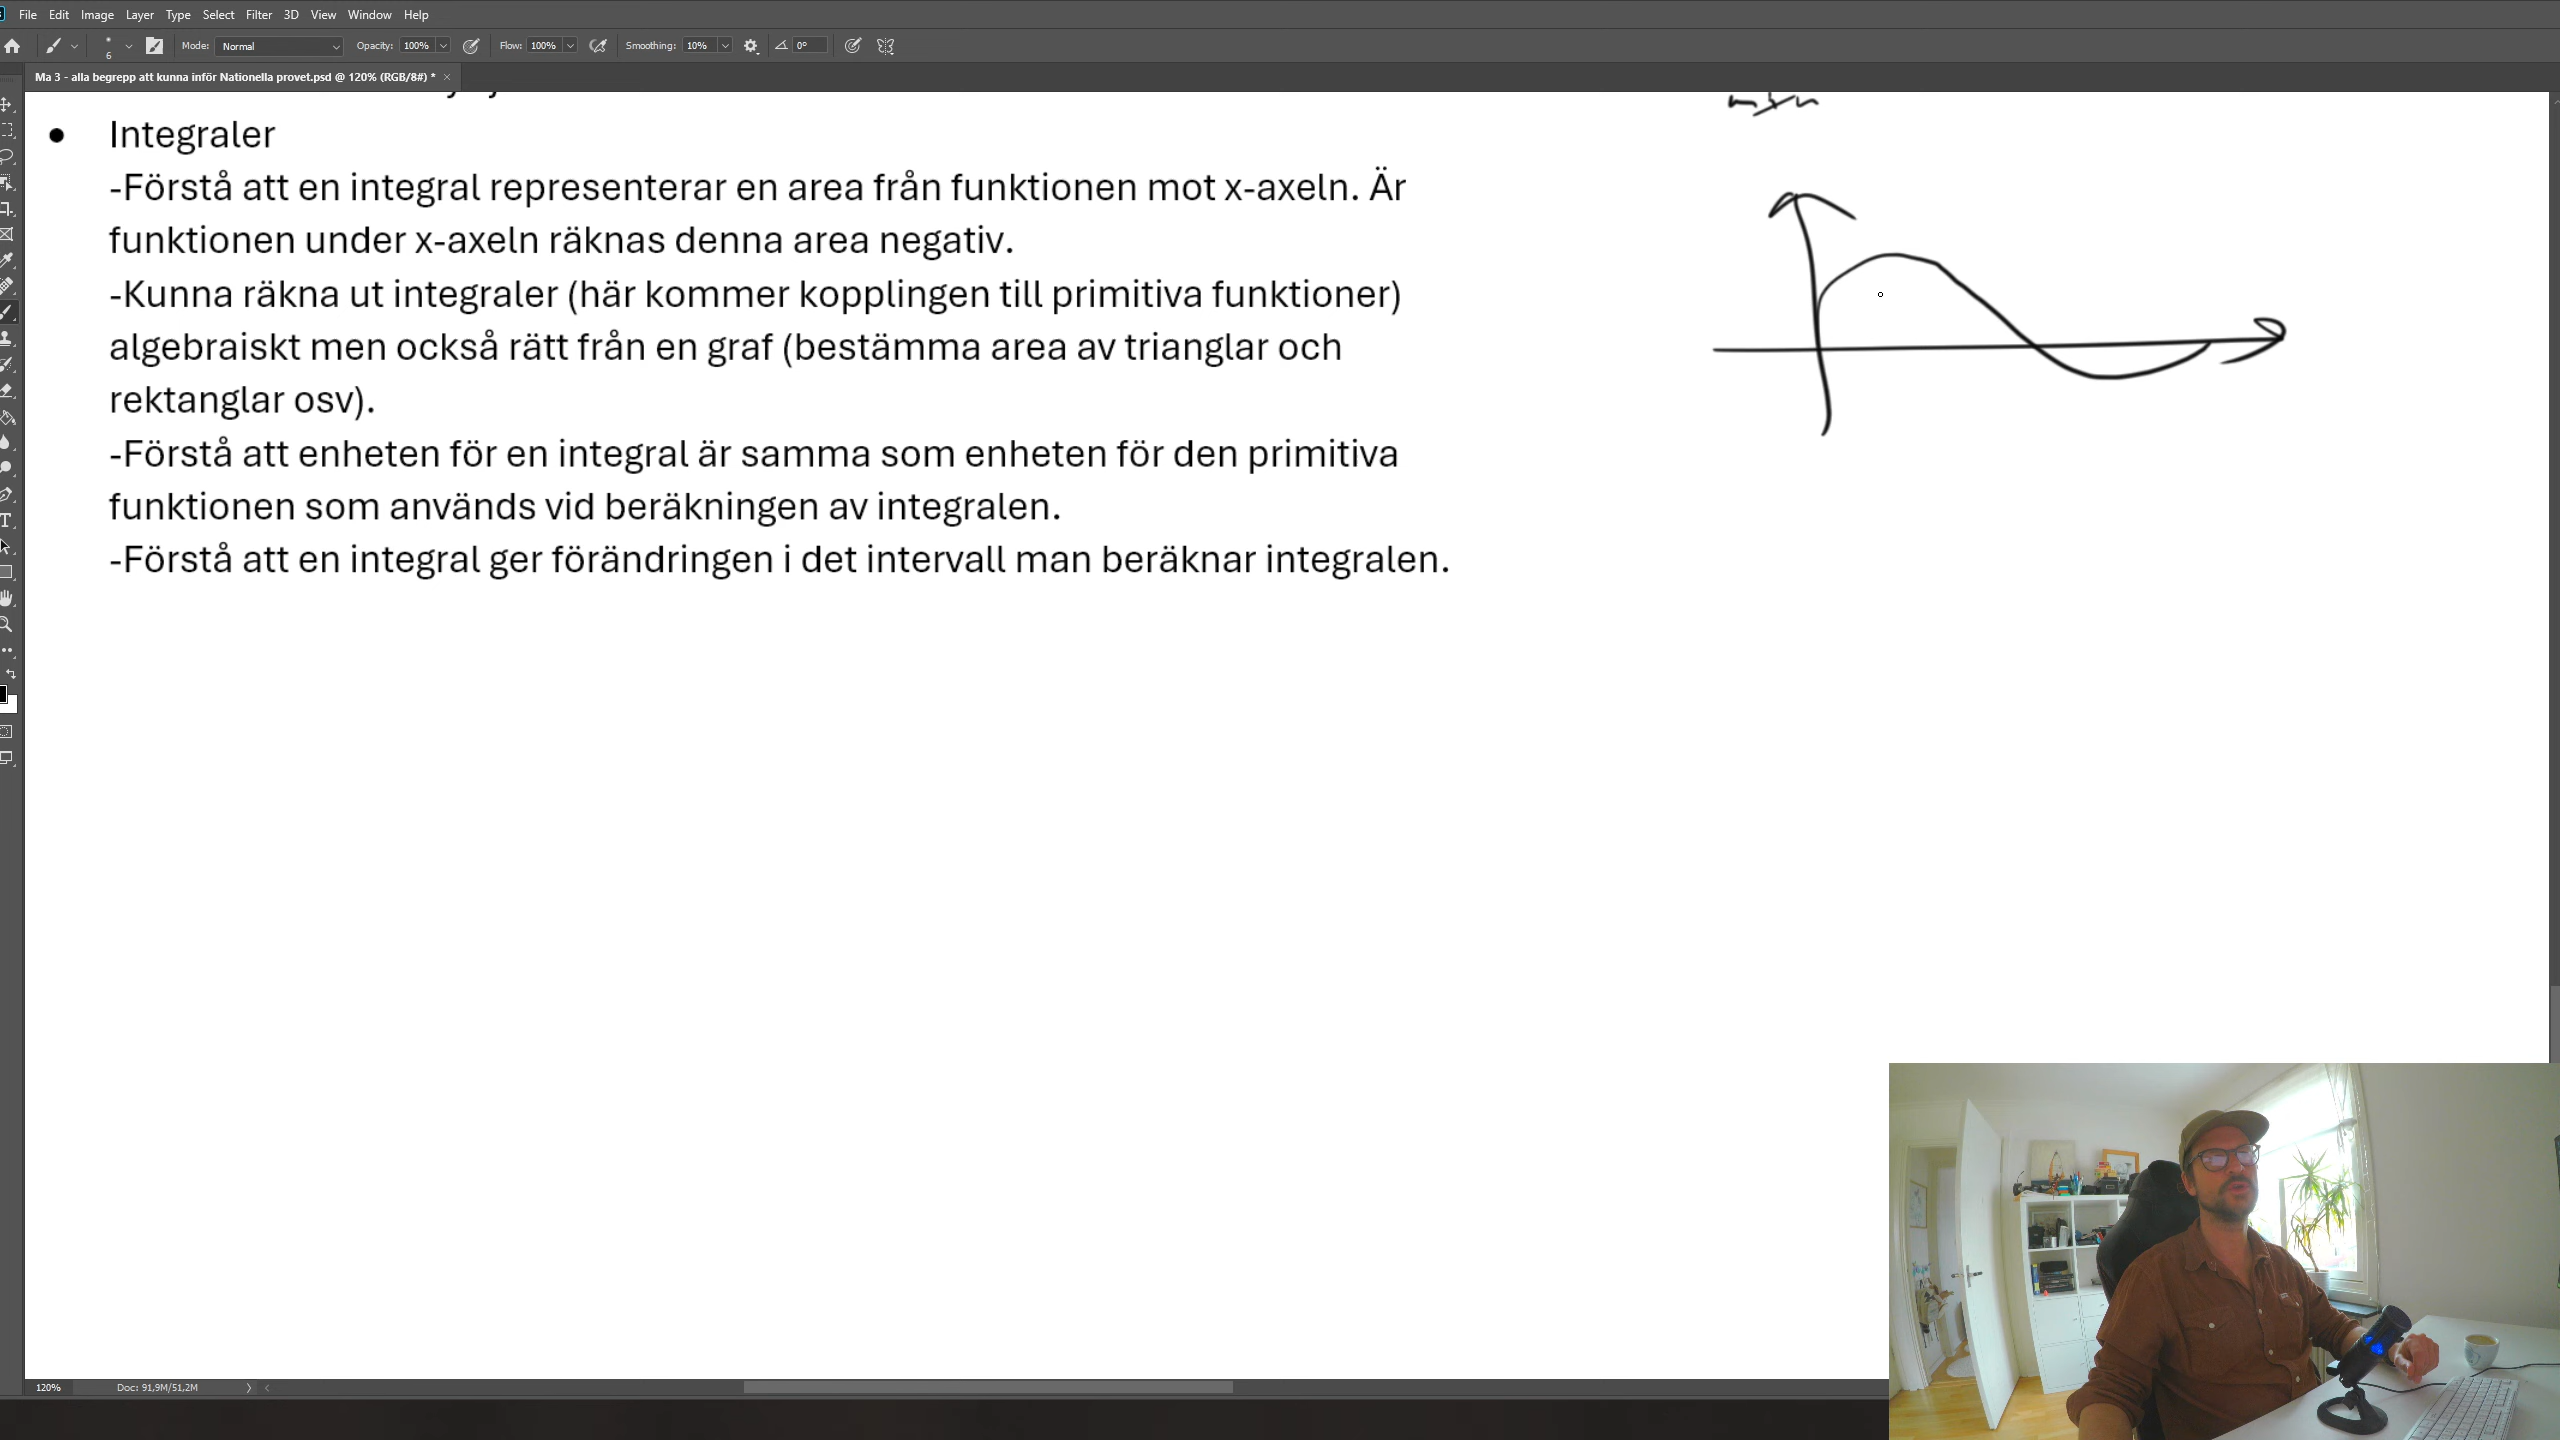 File Edit Image Layer Type Select Filter 3D View Window Help
6 Mode: Normal Opacity: 100% Flow: 100% Smoothing: 10% 0°
Ma 3 - alla begrepp att kunna inför Nationella provet.psd @ 120% (RGB/8#) * ×
• Integraler
-Förstå att en integral representerar en area från funktionen mot x-axeln. Är
funktionen under x-axeln räknas denna area negativ.
-Kunna räkna ut integraler (här kommer kopplingen till primitiva funktioner)
algebraiskt men också rätt från en graf (bestämma area av trianglar och
rektanglar osv).
-Förstå att enheten för en integral är samma som enheten för den primitiva
funktionen som används vid beräkningen av integralen.
-Förstå att en integral ger förändringen i det intervall man beräknar integralen.
120% Doc: 91,9M/51,2M